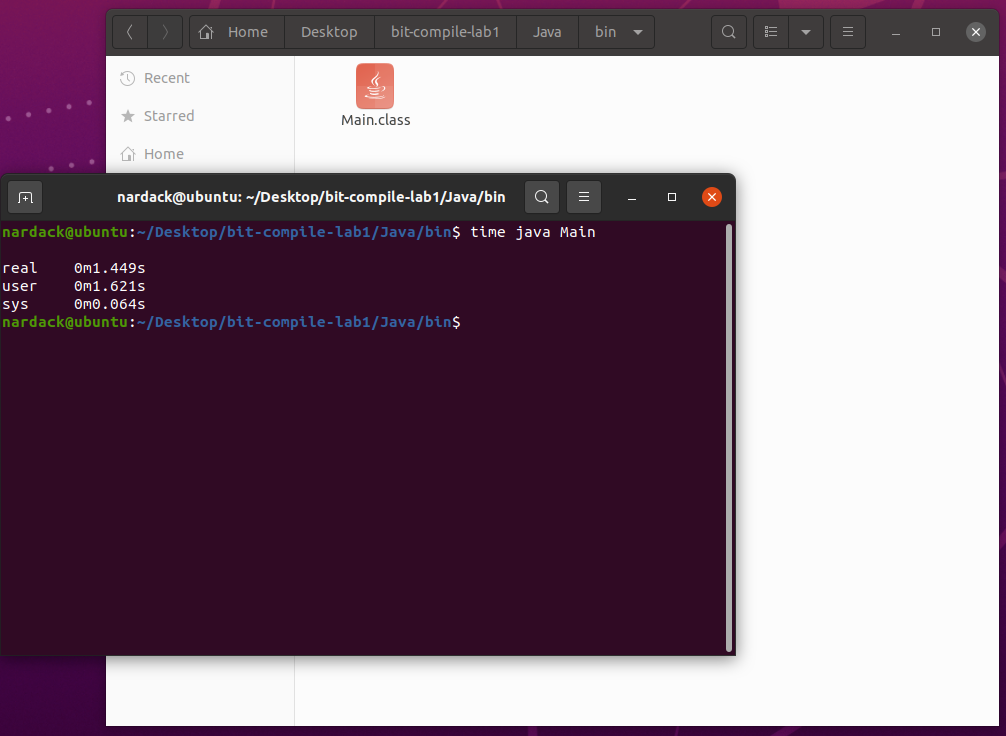 Home Desktop bit-compile-lab1 Java bin
Recent
Starred
Home
Main.class
nardack@ubuntu: ~/Desktop/bit-compile-lab1/Java/bin
nardack@ubuntu:~/Desktop/bit-compile-lab1/Java/bin$ time java Main
real 0m1.449s
user 0m1.621s
sys 0m0.064s
nardack@ubuntu:~/Desktop/bit-compile-lab1/Java/bin$